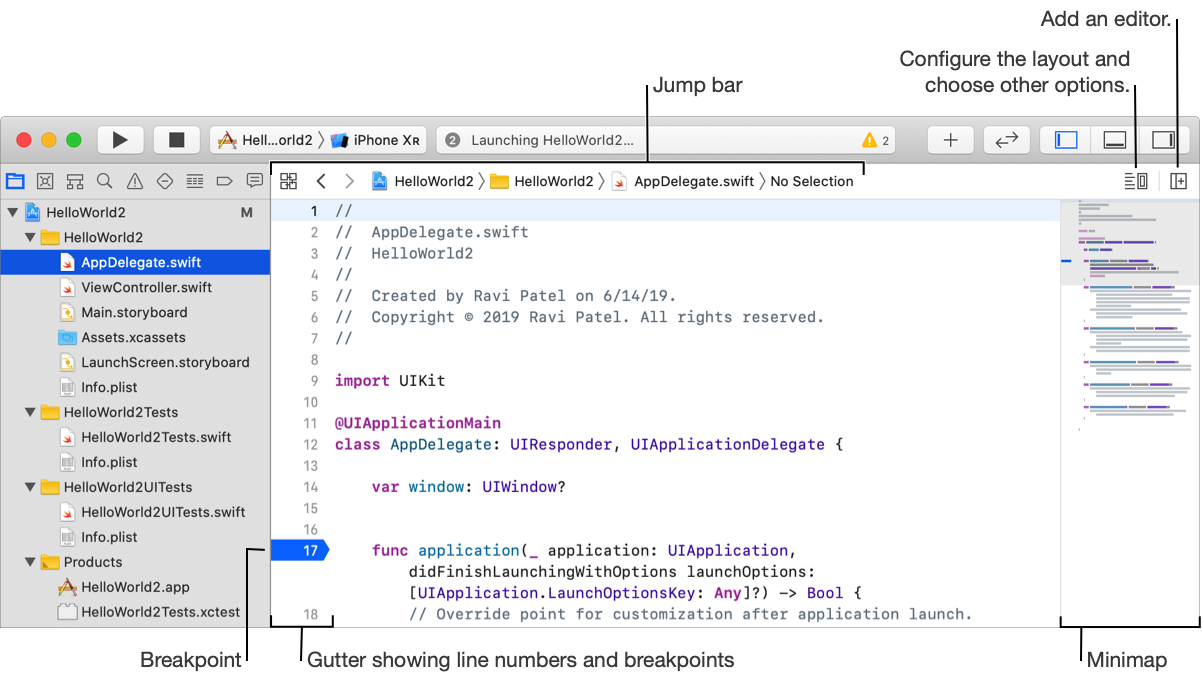 Add an editor.
Configure the layout and
choose other options.
Jump bar
Hell...orld2 〉 iPhone XR
2 Launching HelloWorld2...
2
HelloWorld2 〉 HelloWorld2 〉 AppDelegate.swift 〉 No Selection
HelloWorld2 M
HelloWorld2
AppDelegate.swift
ViewController.swift
Main.storyboard
Assets.xcassets
LaunchScreen.storyboard
Info.plist
HelloWorld2Tests
HelloWorld2Tests.swift
Info.plist
HelloWorld2UITests
HelloWorld2UITests.swift
Info.plist
Products
HelloWorld2.app
HelloWorld2Tests.xctest
1 //
2 //  AppDelegate.swift
3 //  HelloWorld2
4 //
5 //  Created by Ravi Patel on 6/14/19.
6 //  Copyright © 2019 Ravi Patel. All rights reserved.
7 //
8
9 import UIKit
10
11 @UIApplicationMain
12 class AppDelegate: UIResponder, UIApplicationDelegate {
13
14 var window: UIWindow?
15
16
17 func application(_ application: UIApplication,
didFinishLaunchingWithOptions launchOptions:
[UIApplication.LaunchOptionsKey: Any]?) -> Bool {
18 // Override point for customization after application launch.
Breakpoint
Gutter showing line numbers and breakpoints
Minimap